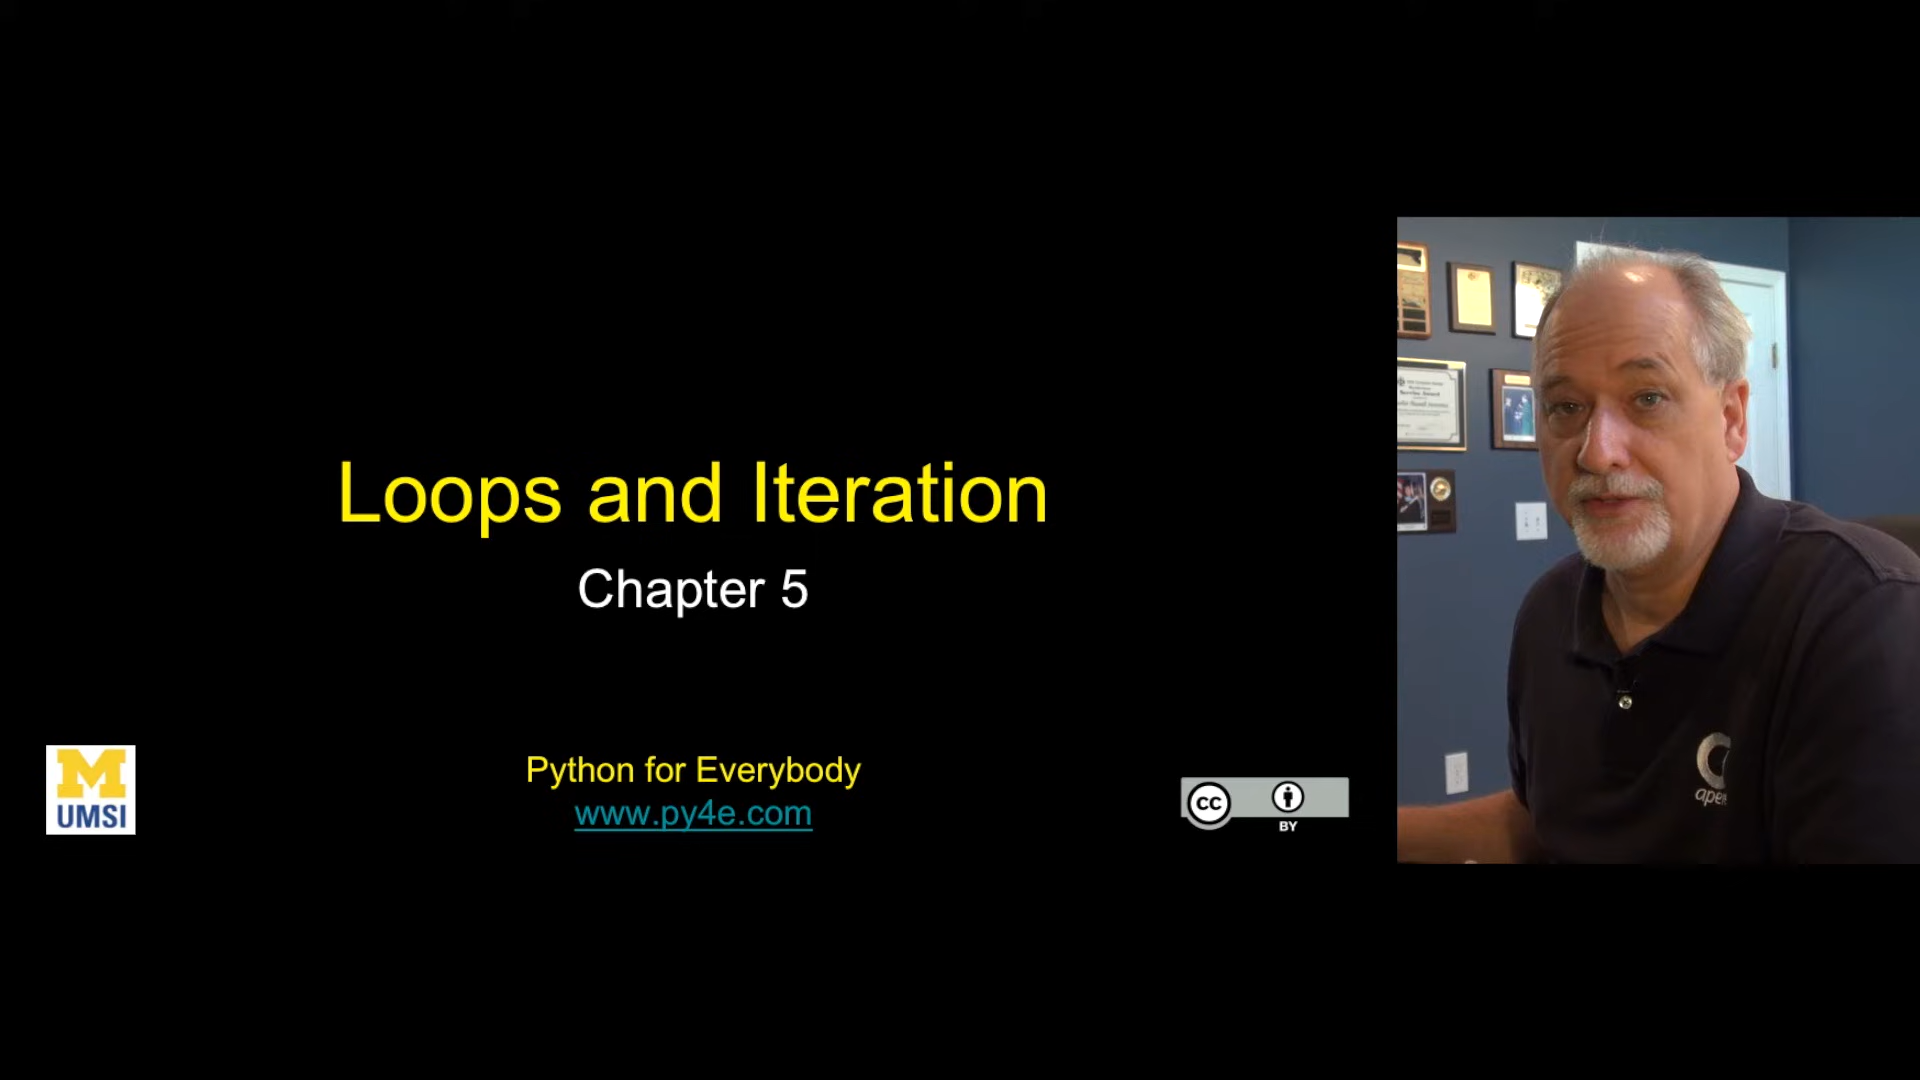 Loops and Iteration
Chapter 5
Python for Everybody
www.py4e.com
M
UMSI
CC
BY